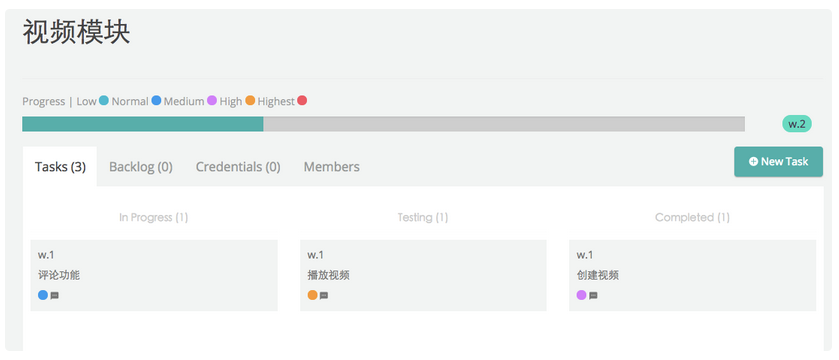 视频模块
Progress | Low Normal Medium High Highest
w.2
Tasks (3) Backlog (0) Credentials (0) Members
New Task
In Progress (1) Testing (1) Completed (1)
w.1 w.1 w.1
评论功能 播放视频 创建视频